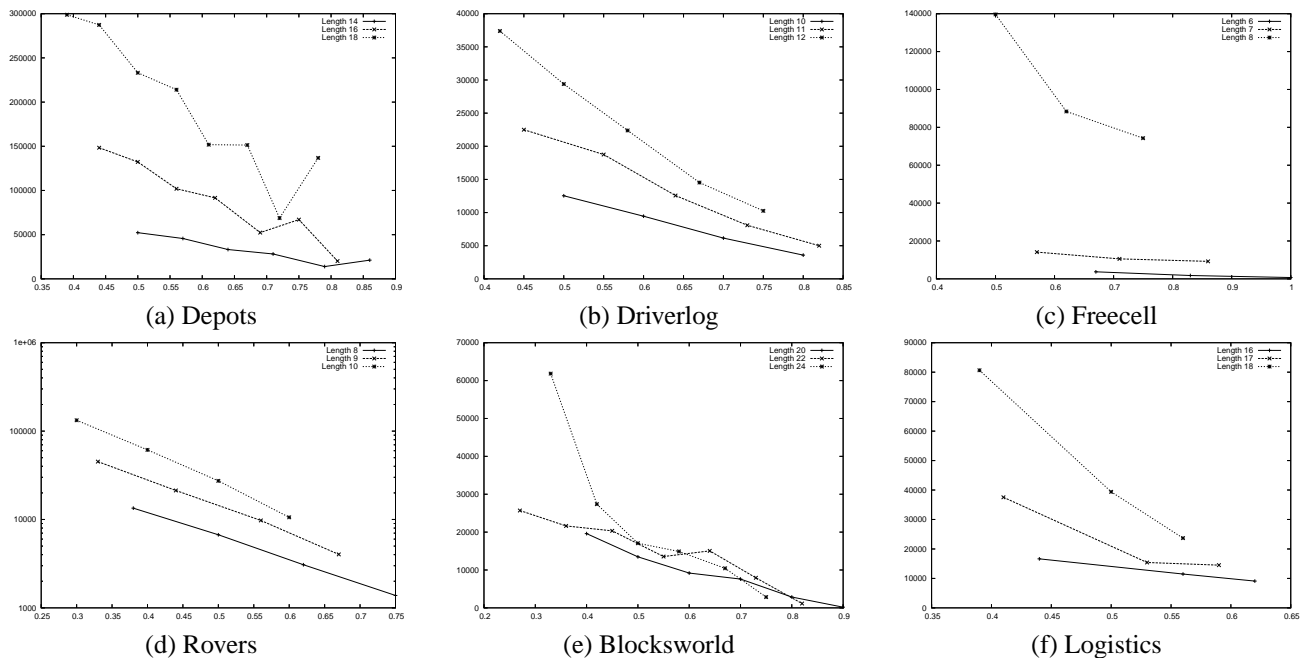 300000
250000
200000
150000
100000
50000
0
0.35 0.4 0.45 0.5 0.55 0.6 0.65 0.7 0.75 0.8 0.85 0.9
Length 14
Length 16
Length 18
(a) Depots
40000
35000
30000
25000
20000
15000
10000
5000
0
0.4 0.45 0.5 0.55 0.6 0.65 0.7 0.75 0.8 0.85
Length 10
Length 11
Length 12
(b) Driverlog
140000
120000
100000
80000
60000
40000
20000
0
0.4 0.5 0.6 0.7 0.8 0.9 1
Length 6
Length 7
Length 8
(c) Freecell
1e+06
100000
10000
1000
0.25 0.3 0.35 0.4 0.45 0.5 0.55 0.6 0.65 0.7 0.75
Length 8
Length 9
Length 10
(d) Rovers
70000
60000
50000
40000
30000
20000
10000
0
0.2 0.3 0.4 0.5 0.6 0.7 0.8 0.9
Length 20
Length 22
Length 24
(e) Blocksworld
90000
80000
70000
60000
50000
40000
30000
20000
10000
0
0.35 0.4 0.45 0.5 0.55 0.6 0.65
Length 16
Length 17
Length 18
(f) Logistics